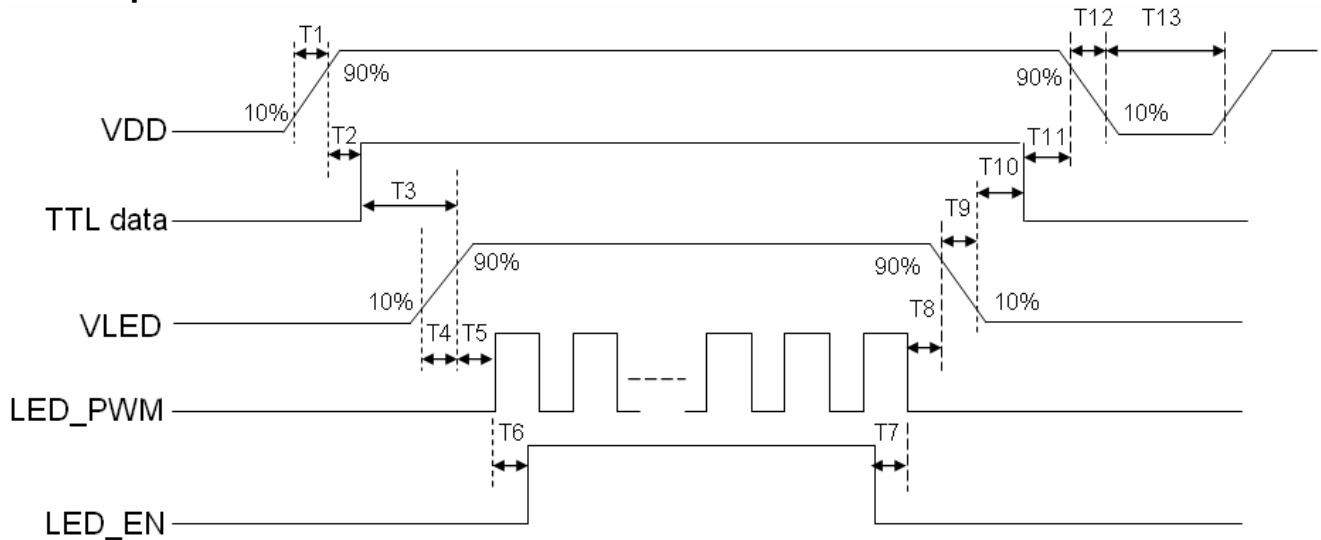 T1 T12 T13
90% 90%
10% 10%
VDD
T2 T11
T10
T3
T9
TTL data
90% 90%
10% 10%
VLED T4 T5 T8
LED_PWM
T6 T7
LED_EN